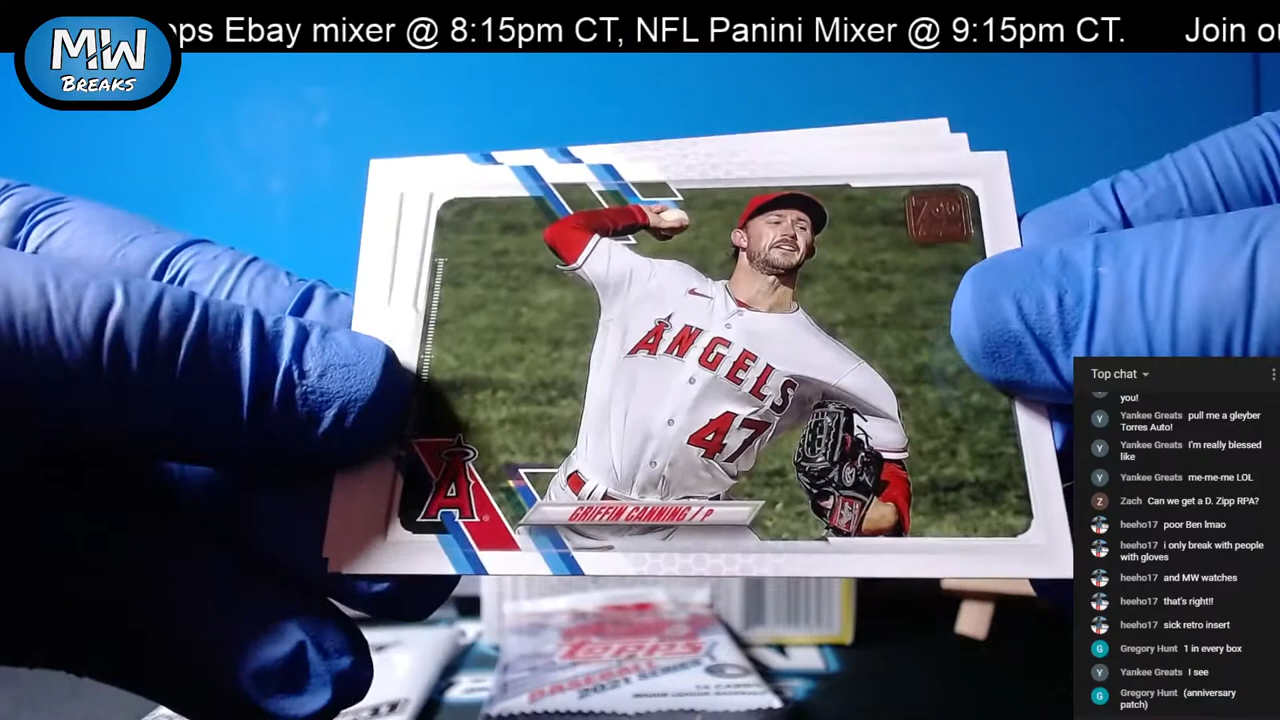 ops Ebay mixer @ 8:15pm CT, NFL Panini Mixer @ 9:15pm CT. Join ou
MW
BREAKS
70
ANGELS
47
A
GRIFFIN CANNING / P
TOPPS
BASEBALL
2021 SERIES
Top chat
you!
Yankee Greats pull me a gleyber
Torres Auto!
Yankee Greats I'm really blessed
like
Yankee Greats me-me-me LOL
Zach Can we get a D. Zipp RPA?
heeho17 poor Ben lmao
heeho17 i only break with people
with gloves
heeho17 and MW watches
heeho17 that's right!!
heeho17 sick retro insert
Gregory Hunt 1 in every box
Yankee Greats I see
Gregory Hunt (anniversary
patch)